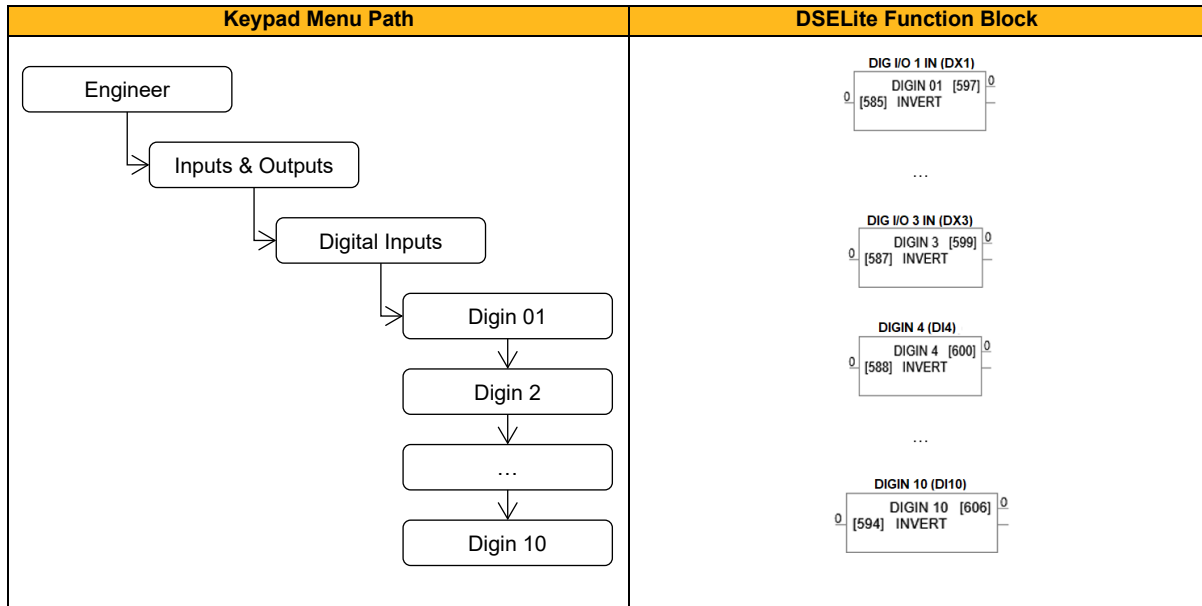 Keypad Menu Path
DSELite Function Block
Engineer
Inputs & Outputs
Digital Inputs
Digin 01
Digin 2
…
Digin 10
DIG I/O 1 IN (DX1)
DIGIN 01 [597] 0
0 [585] INVERT
…
DIG I/O 3 IN (DX3)
DIGIN 3 [599] 0
0 [587] INVERT
DIGIN 4 (DI4)
DIGIN 4 [600] 0
0 [588] INVERT
…
DIGIN 10 (DI10)
DIGIN 10 [606] 0
0 [594] INVERT